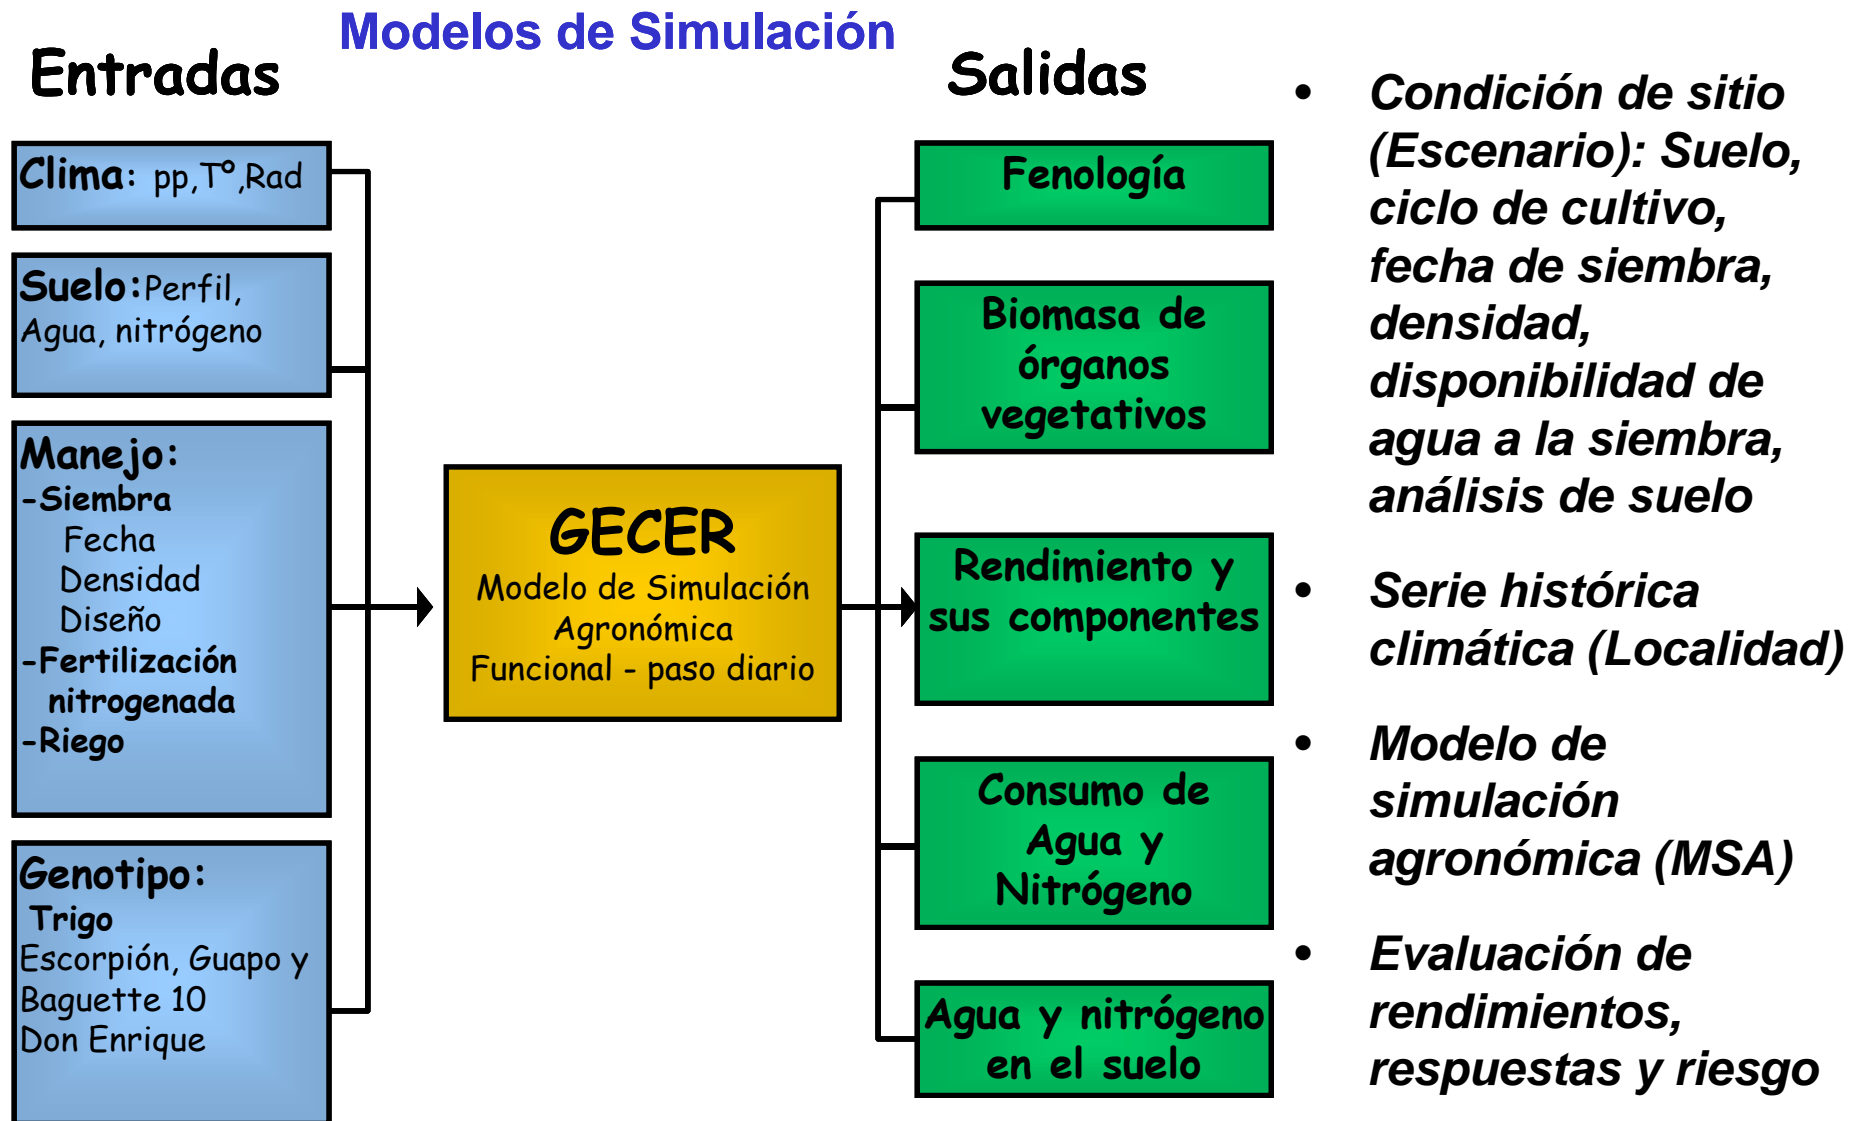 Modelos de Simulación
Entradas
Clima: pp,Tº,Rad
Suelo:Perfil,
Agua, nitrógeno
Manejo:
-Siembra
Fecha
Densidad
Diseño
-Fertilización
nitrogenada
-Riego
Genotipo:
Trigo
Escorpión, Guapo y
Baguette 10
Don Enrique
GECER
Modelo de Simulación
Agronómica
Funcional - paso diario
Salidas
Fenología
Biomasa de
órganos
vegetativos
Rendimiento y
sus componentes
Consumo de
Agua y
Nitrógeno
Agua y nitrógeno
en el suelo
• Condición de sitio
(Escenario): Suelo,
ciclo de cultivo,
fecha de siembra,
densidad,
disponibilidad de
agua a la siembra,
análisis de suelo
• Serie histórica
climática (Localidad)
• Modelo de
simulación
agronómica (MSA)
• Evaluación de
rendimientos,
respuestas y riesgo